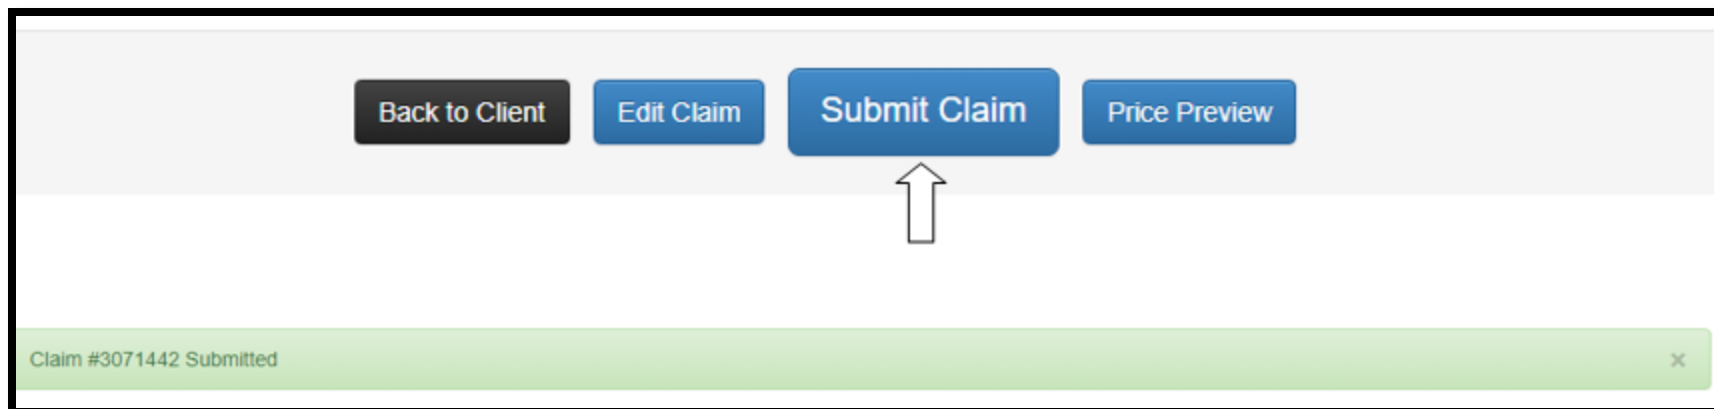 Back to Client Edit Claim Submit Claim Price Preview
Claim #3071442 Submitted ×